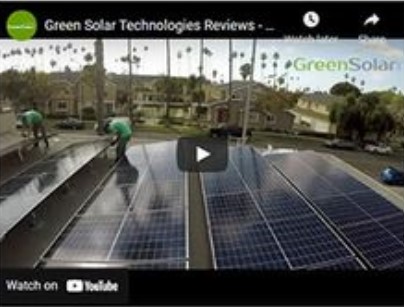 Green Solar Technologies Reviews - ...
Watch later
Share
GreenSolar
Watch on YouTube